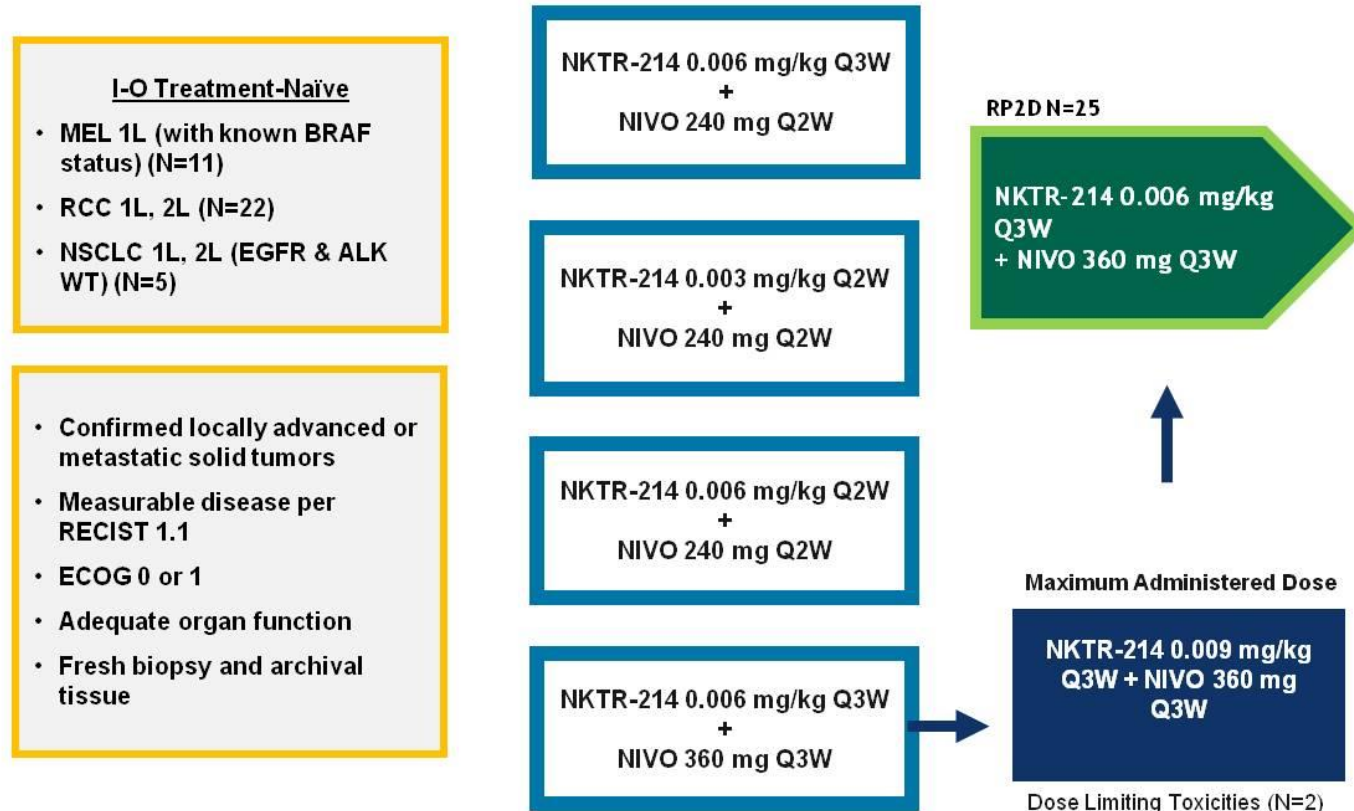 I-O Treatment-Naïve
• MEL 1L (with known BRAF
status) (N=11)
• RCC 1L, 2L (N=22)
• NSCLC 1L, 2L (EGFR & ALK
WT) (N=5)
• Confirmed locally advanced or
metastatic solid tumors
• Measurable disease per
RECIST 1.1
• ECOG 0 or 1
• Adequate organ function
• Fresh biopsy and archival
tissue
NKTR-214 0.006 mg/kg Q3W
+
NIVO 240 mg Q2W
NKTR-214 0.003 mg/kg Q2W
+
NIVO 240 mg Q2W
NKTR-214 0.006 mg/kg Q2W
+
NIVO 240 mg Q2W
NKTR-214 0.006 mg/kg Q3W
+
NIVO 360 mg Q3W
RP2D N=25
NKTR-214 0.006 mg/kg
Q3W
+ NIVO 360 mg Q3W
Maximum Administered Dose
NKTR-214 0.009 mg/kg
Q3W + NIVO 360 mg
Q3W
Dose Limiting Toxicities (N=2)